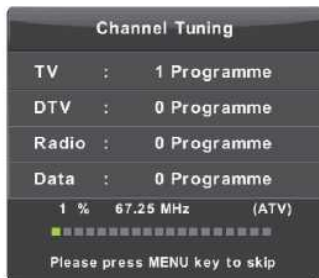 Channel Tuning
TV : 1 Programme
DTV : 0 Programme
Radio : 0 Programme
Data : 0 Programme
1 % 67.25 MHz (ATV)
Please press MENU key to skip